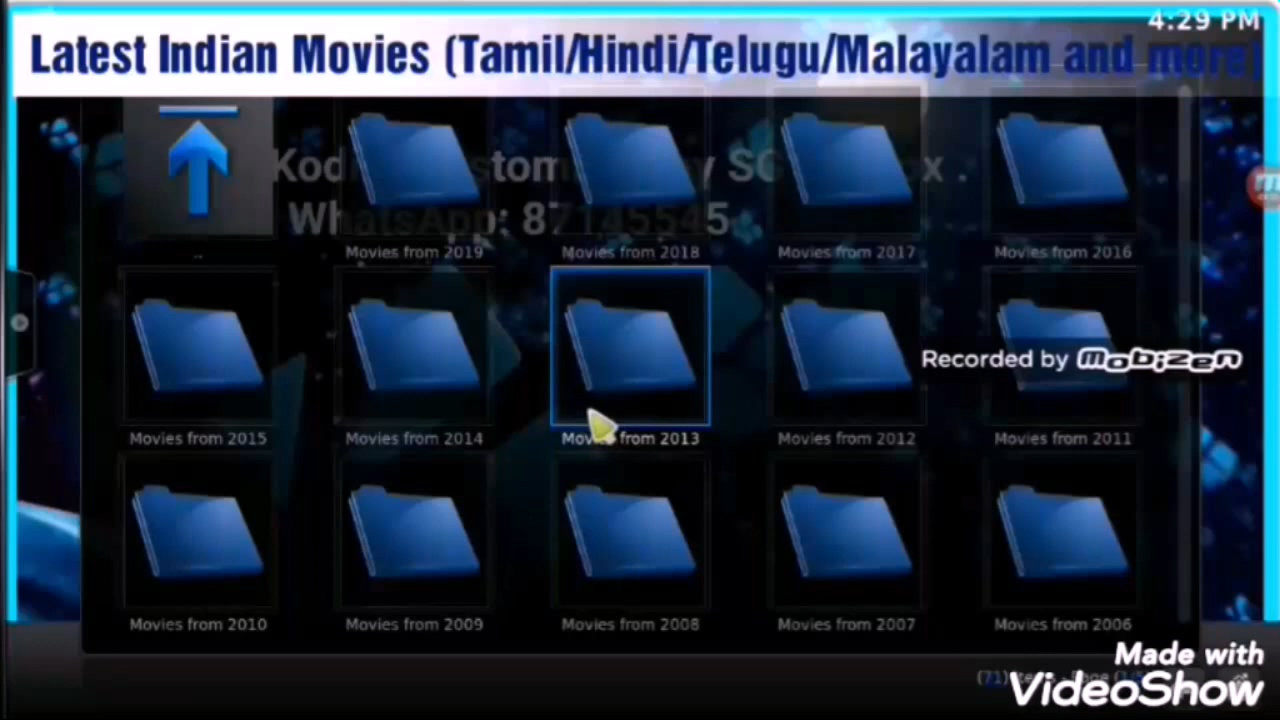 4:29 PM
Latest Indian Movies (Tamil/Hindi/Telugu/Malayalam and more)
WhatsApp: 87145545
..
Movies from 2019
Movies from 2018
Movies from 2017
Movies from 2016
Recorded by Mobizen
Movies from 2015
Movies from 2014
Movies from 2013
Movies from 2012
Movies from 2011
Movies from 2010
Movies from 2009
Movies from 2008
Movies from 2007
Movies from 2006
Made with
VideoShow